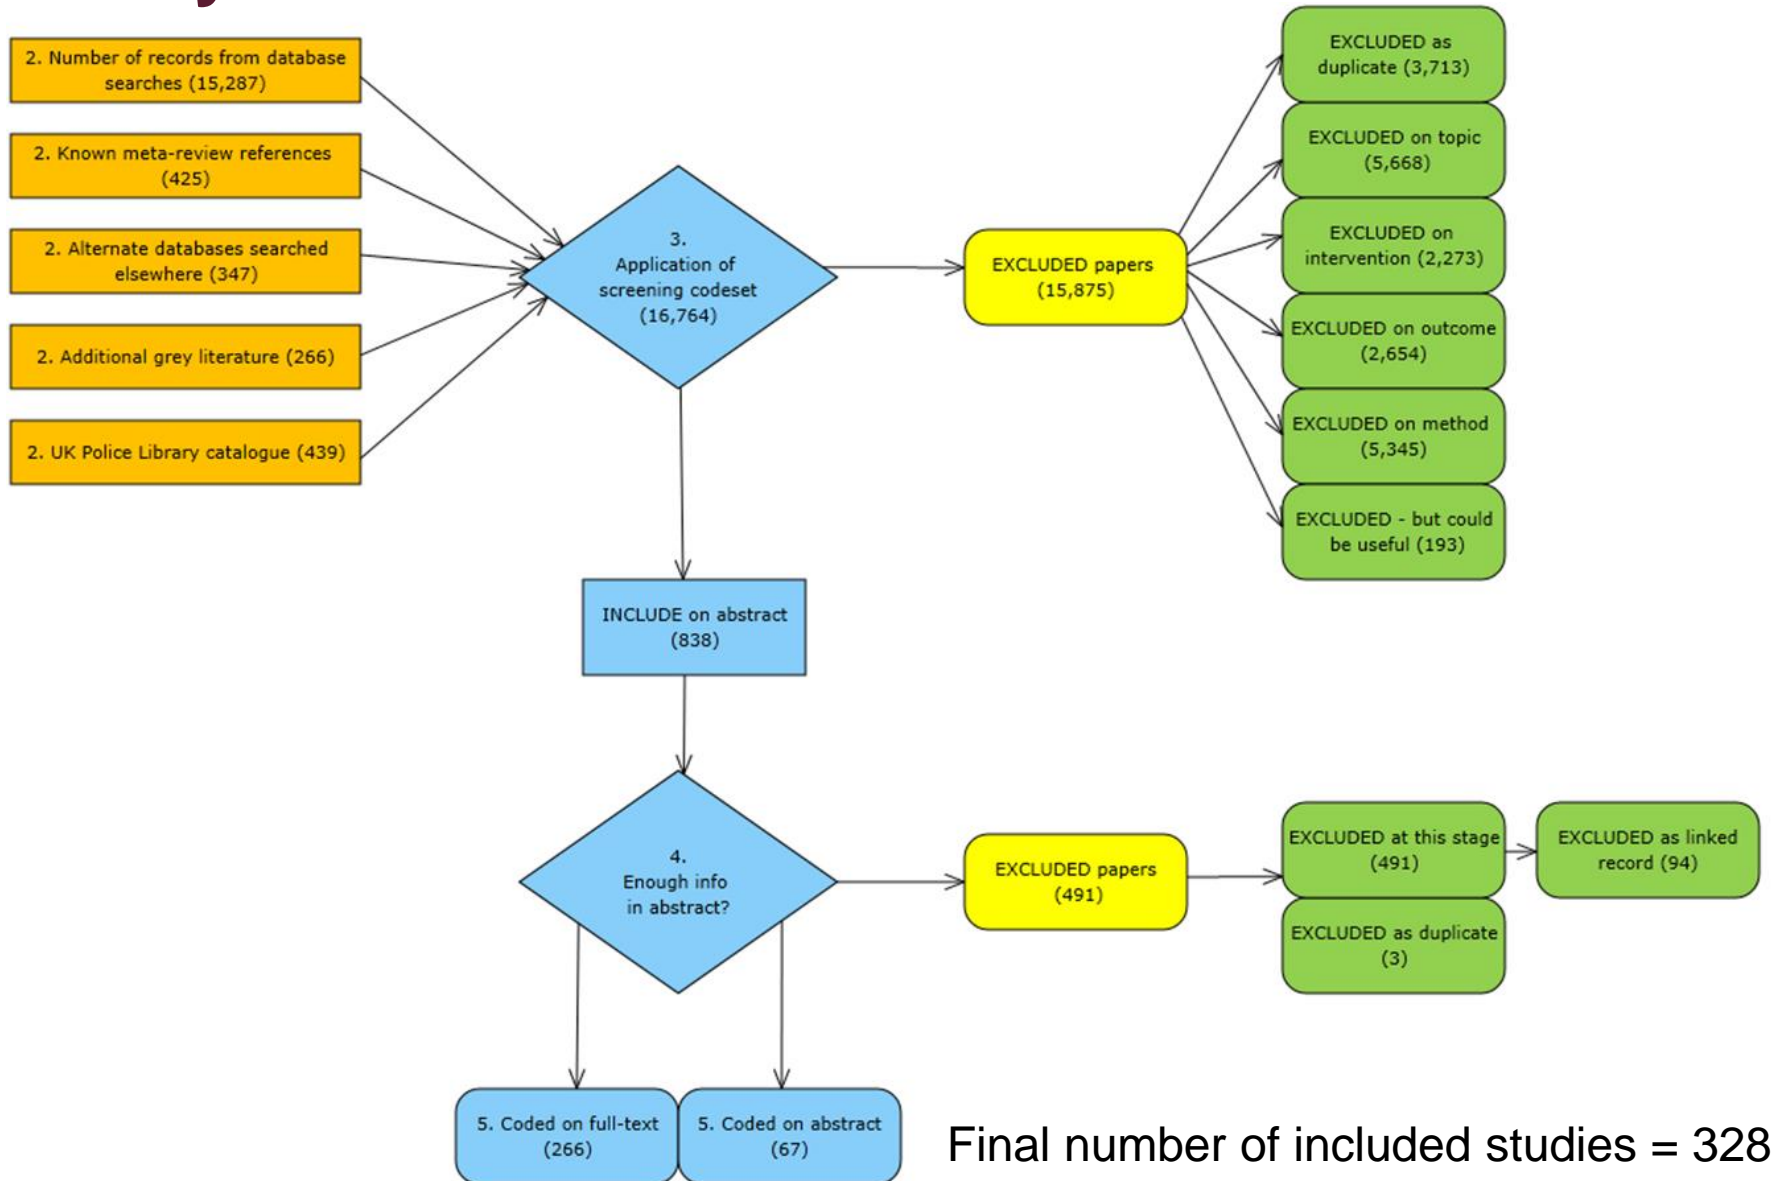 2. Number of records from database
searches (15,287)
2. Known meta-review references
(425)
2. Alternate databases searched
elsewhere (347)
2. Additional grey literature (266)
2. UK Police Library catalogue (439)
3.
Application of
screening codeset
(16,764)
EXCLUDED papers
(15,875)
EXCLUDED as
duplicate (3,713)
EXCLUDED on topic
(5,668)
EXCLUDED on
intervention (2,273)
EXCLUDED on outcome
(2,654)
EXCLUDED on method
(5,345)
EXCLUDED - but could
be useful (193)
INCLUDE on abstract
(838)
4.
Enough info
in abstract?
EXCLUDED papers
(491)
EXCLUDED at this stage
(491)
EXCLUDED as linked
record (94)
EXCLUDED as duplicate
(3)
5. Coded on full-text
(266)
5. Coded on abstract
(67)
Final number of included studies = 328